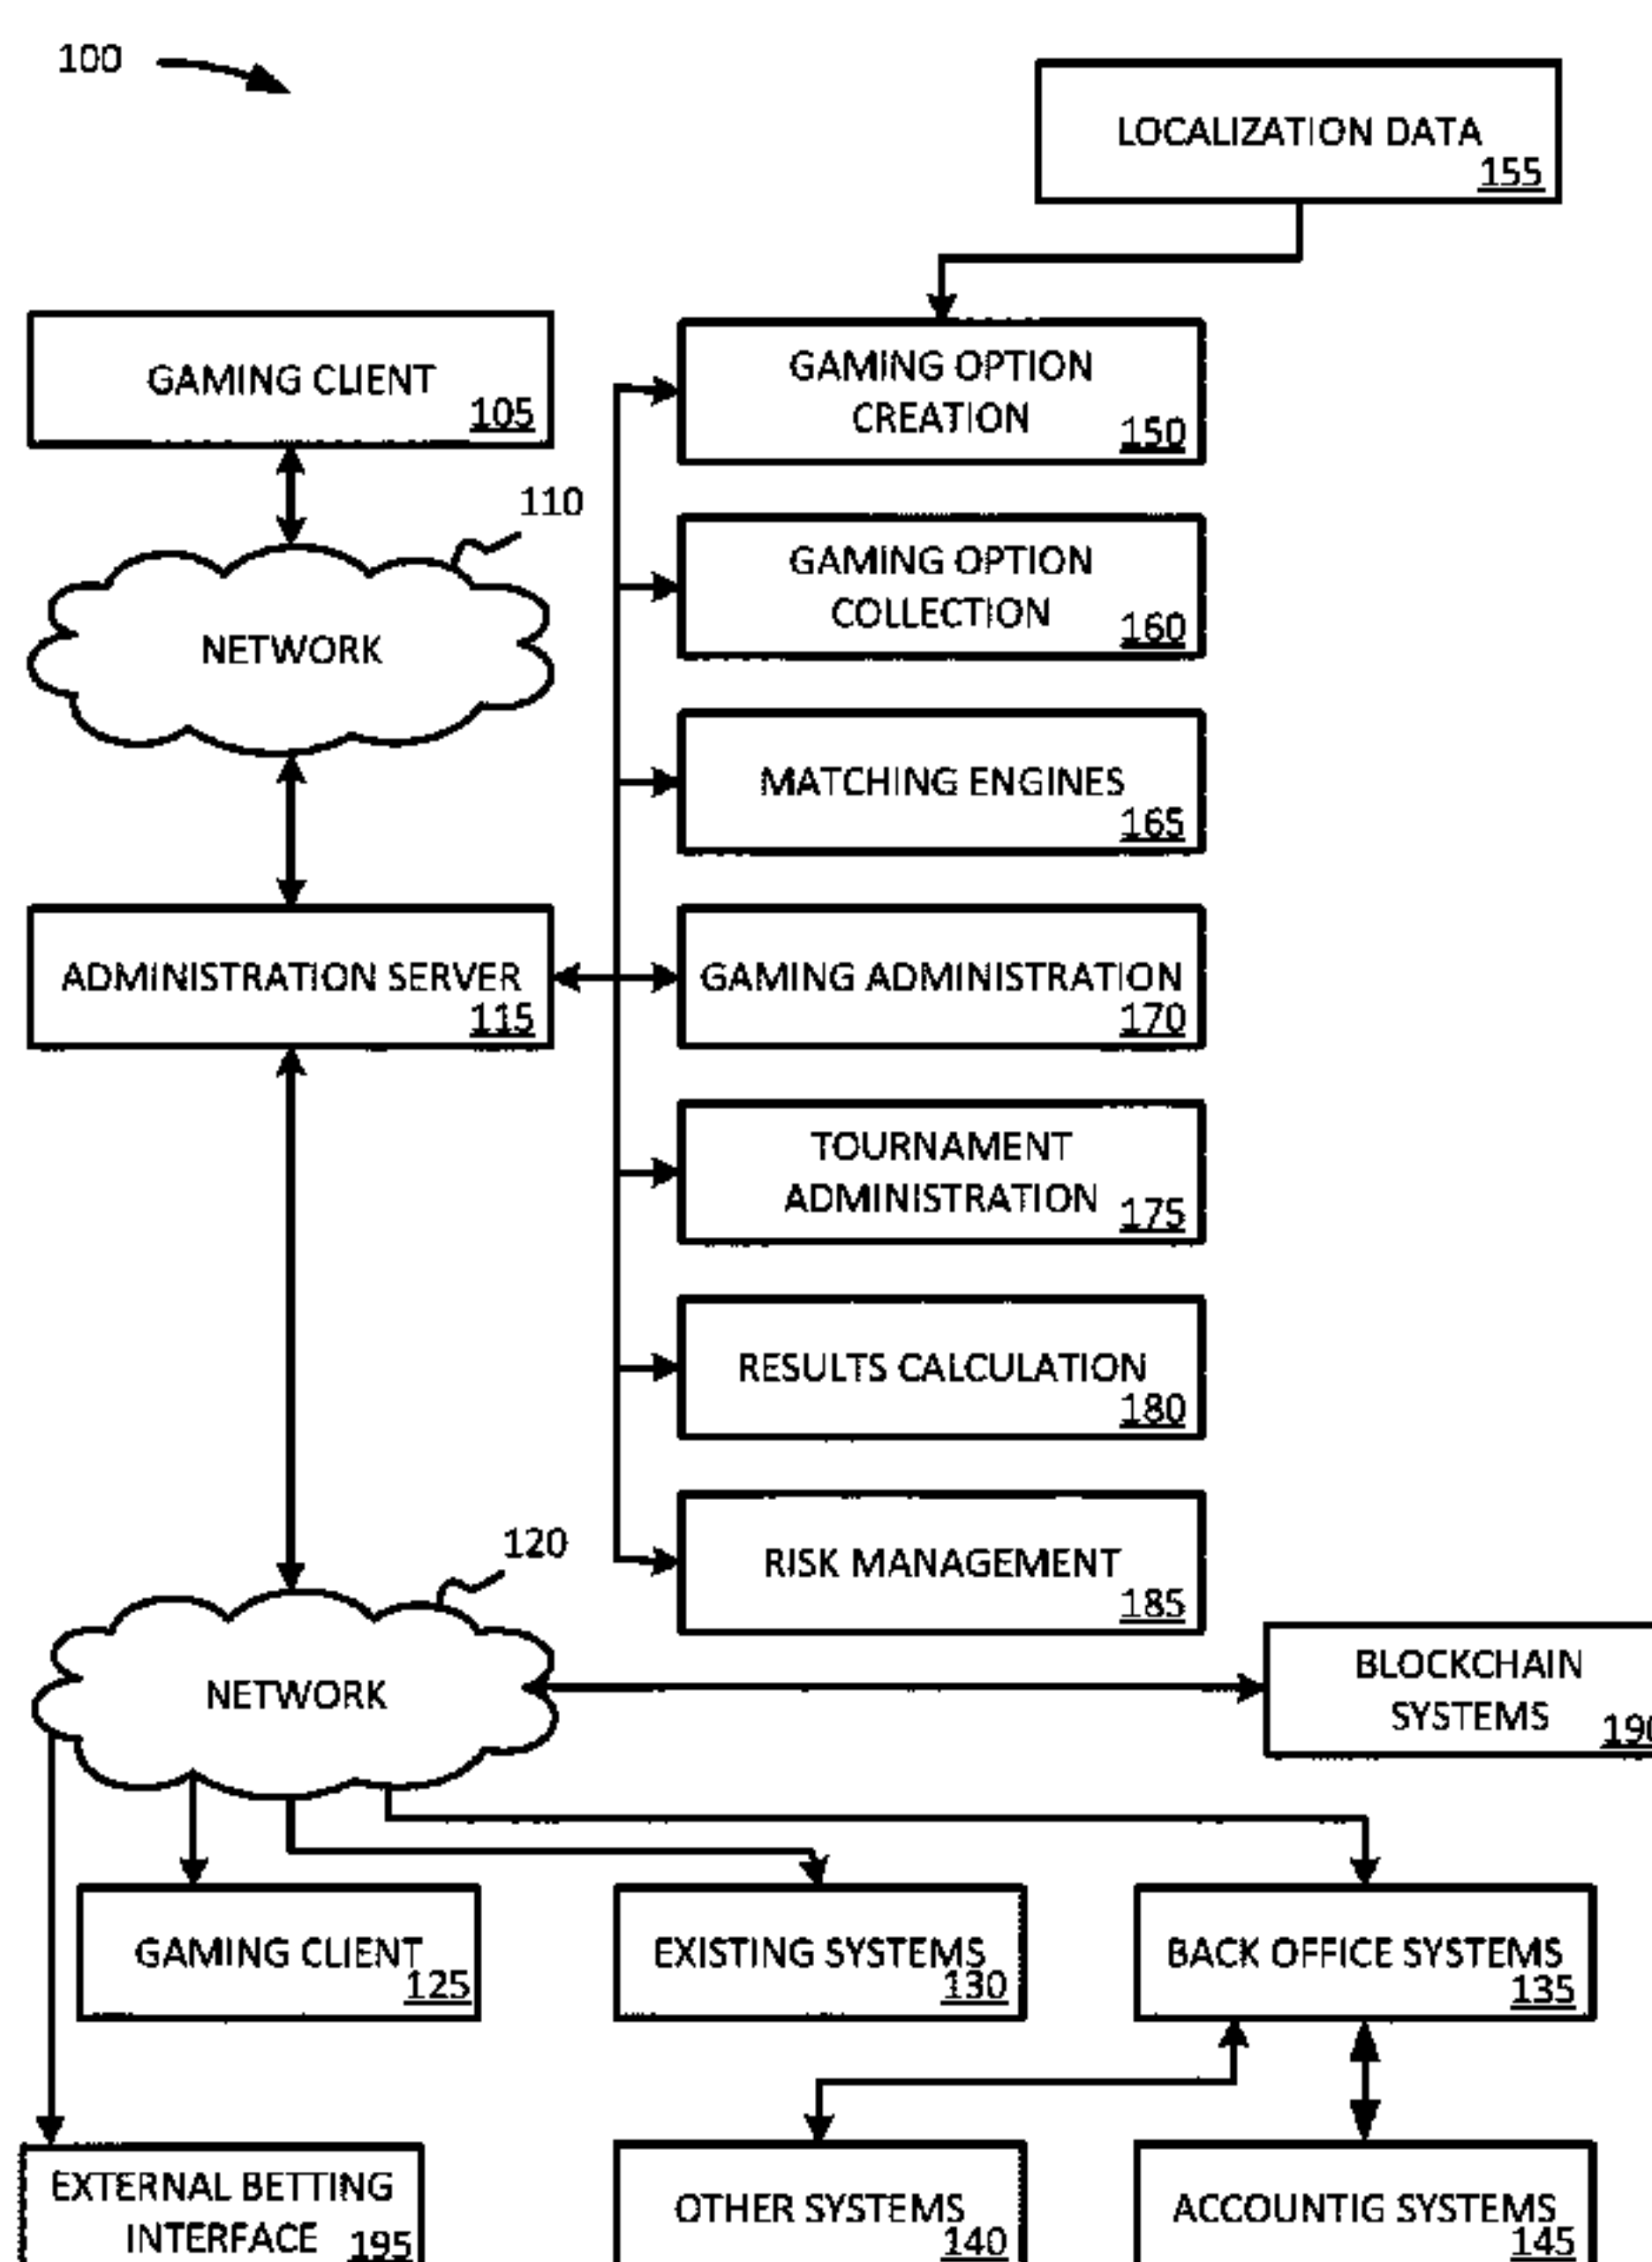 100
LOCALIZATION DATA
155
GAMING CLIENT
105
GAMING OPTION
CREATION
150
110
GAMING OPTION
COLLECTION
160
NETWORK
MATCHING ENGINES
165
ADMINISTRATION SERVER
115
GAMING ADMINISTRATION
170
TOURNAMENT
ADMINISTRATION
175
RESULTS CALCULATION
180
120
RISK MANAGEMENT
185
NETWORK
BLOCKCHAIN
SYSTEMS
190
GAMING CLIENT
125
EXISTING SYSTEMS
130
BACK OFFICE SYSTEMS
135
EXTERNAL BETTING
INTERFACE
195
OTHER SYSTEMS
140
ACCOUNTIG SYSTEMS
145